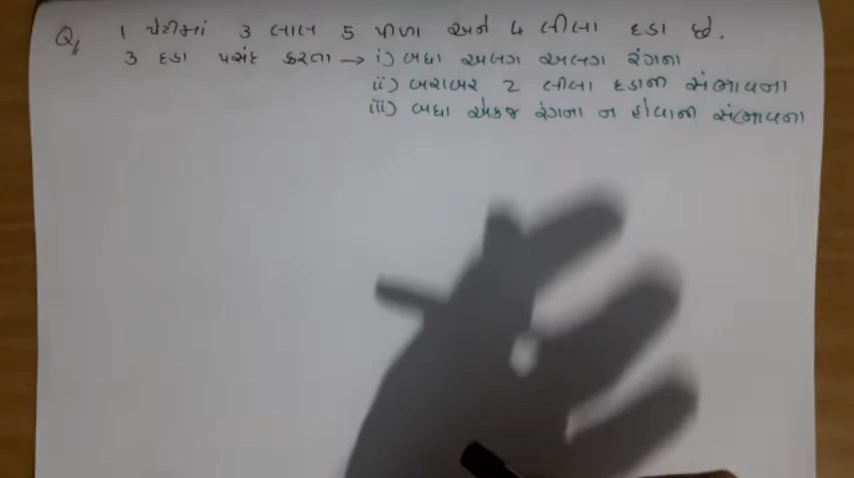 Q, 1 પેટીમાં 3 લાલ 5 પીળા અને 4 લીલા દડા છે.
3 દડા પસંદ કરતા → i) બધા અલગ અલગ રંગના
ii) બરાબર 2 લીલા દડાની સંભાવના
iii) બધા એકજ રંગના ન હોવાની સંભાવના